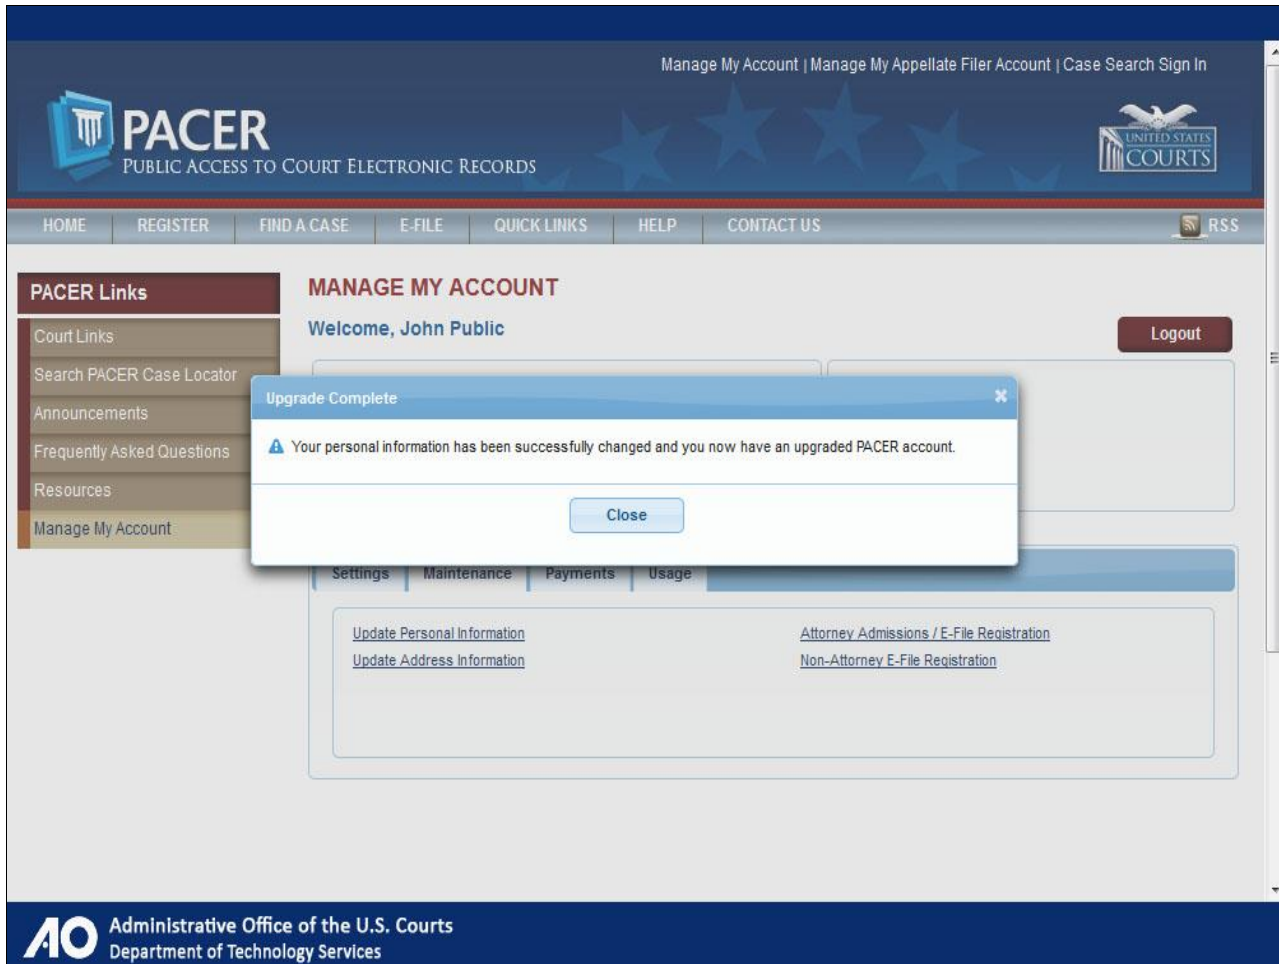 Manage My Account | Manage My Appellate Filer Account | Case Search Sign In
PACER
PUBLIC ACCESS TO COURT ELECTRONIC RECORDS
UNITED STATES
COURTS
HOME REGISTER FIND A CASE E-FILE QUICK LINKS HELP CONTACT US RSS
PACER Links
Court Links
Search PACER Case Locator
Announcements
Frequently Asked Questions
Resources
Manage My Account
MANAGE MY ACCOUNT
Welcome, John Public
Logout
Upgrade Complete
Your personal information has been successfully changed and you now have an upgraded PACER account.
Close
Settings Maintenance Payments Usage
Update Personal Information
Update Address Information
Attorney Admissions / E-File Registration
Non-Attorney E-File Registration
AO
Administrative Office of the U.S. Courts
Department of Technology Services